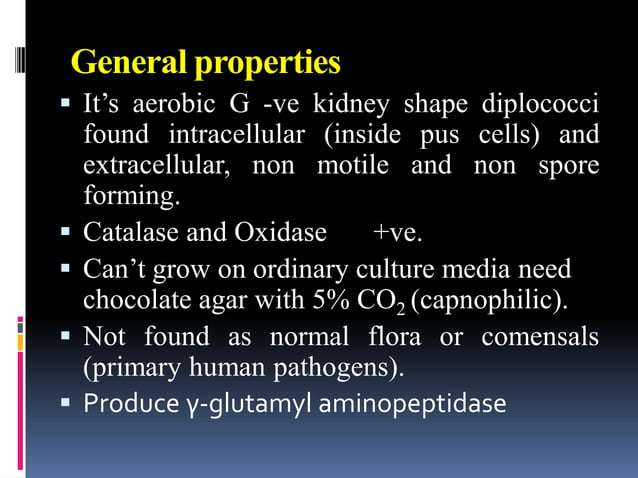 General properties
▪ It’s aerobic G -ve kidney shape diplococci
found intracellular (inside pus cells) and
extracellular, non motile and non spore
forming.
▪ Catalase and Oxidase +ve.
▪ Can’t grow on ordinary culture media need
chocolate agar with 5% CO₂ (capnophilic).
▪ Not found as normal flora or comensals
(primary human pathogens).
▪ Produce γ-glutamyl aminopeptidase